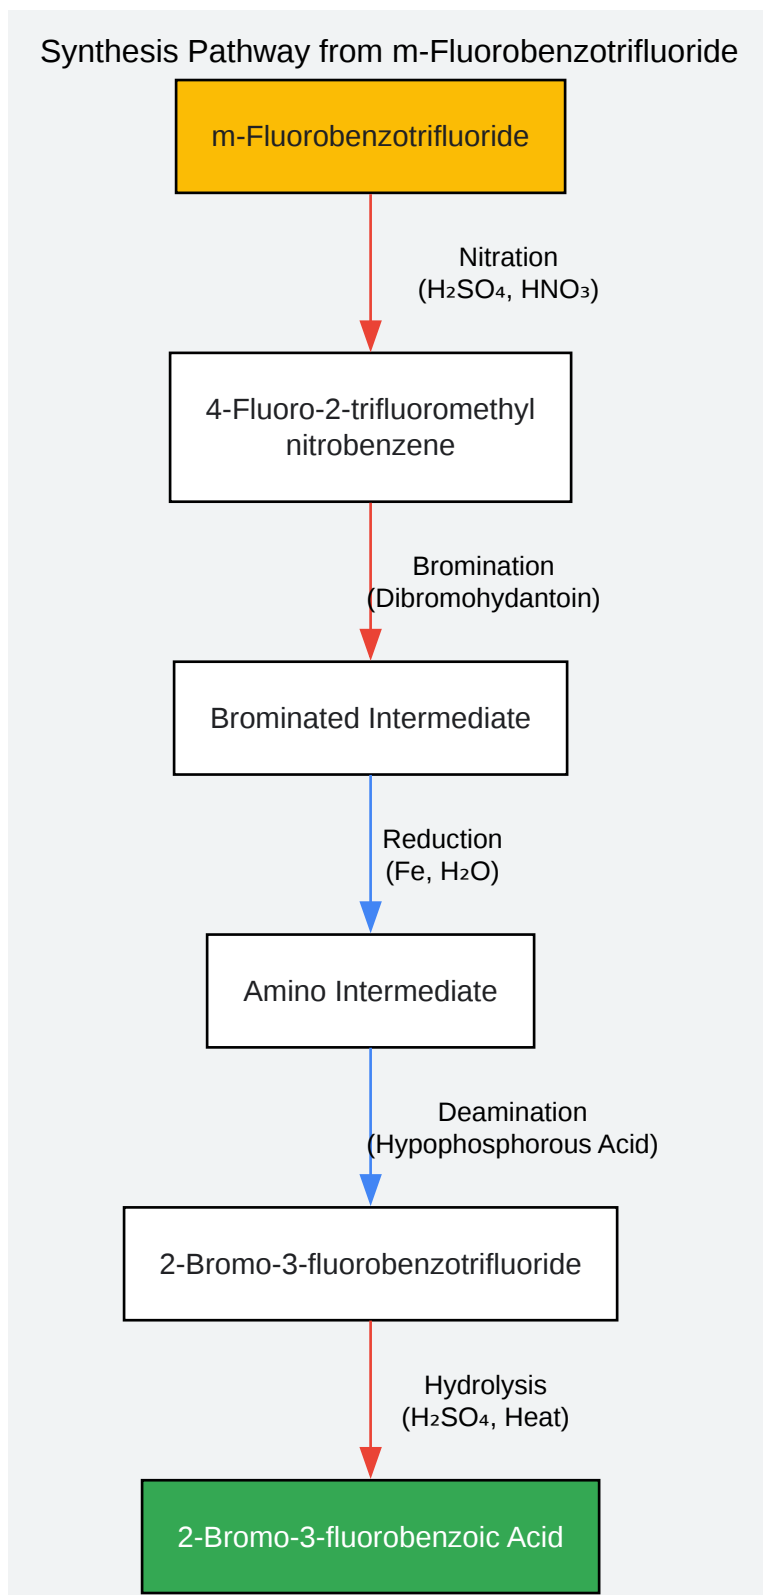 Synthesis Pathway from m-Fluorobenzotrifluoride
m-Fluorobenzotrifluoride
Nitration
(H₂SO₄, HNO₃)
4-Fluoro-2-trifluoromethyl
nitrobenzene
Bromination
(Dibromohydantoin)
Brominated Intermediate
Reduction
(Fe, H₂O)
Amino Intermediate
Deamination
(Hypophosphorous Acid)
2-Bromo-3-fluorobenzotrifluoride
Hydrolysis
(H₂SO₄, Heat)
2-Bromo-3-fluorobenzoic Acid